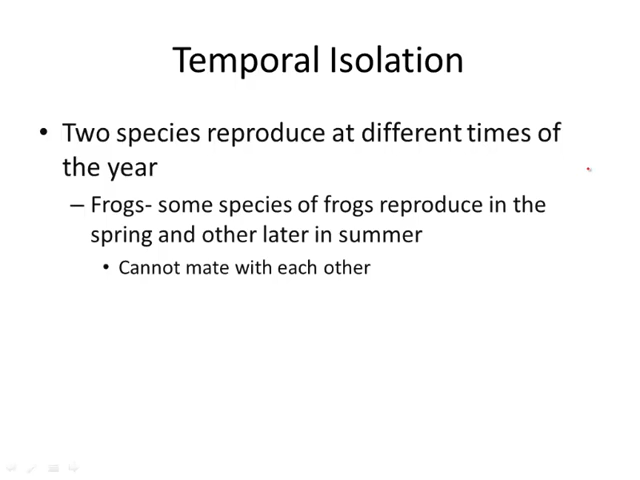 Temporal Isolation
• Two species reproduce at different times of
the year
– Frogs- some species of frogs reproduce in the
spring and other later in summer
• Cannot mate with each other